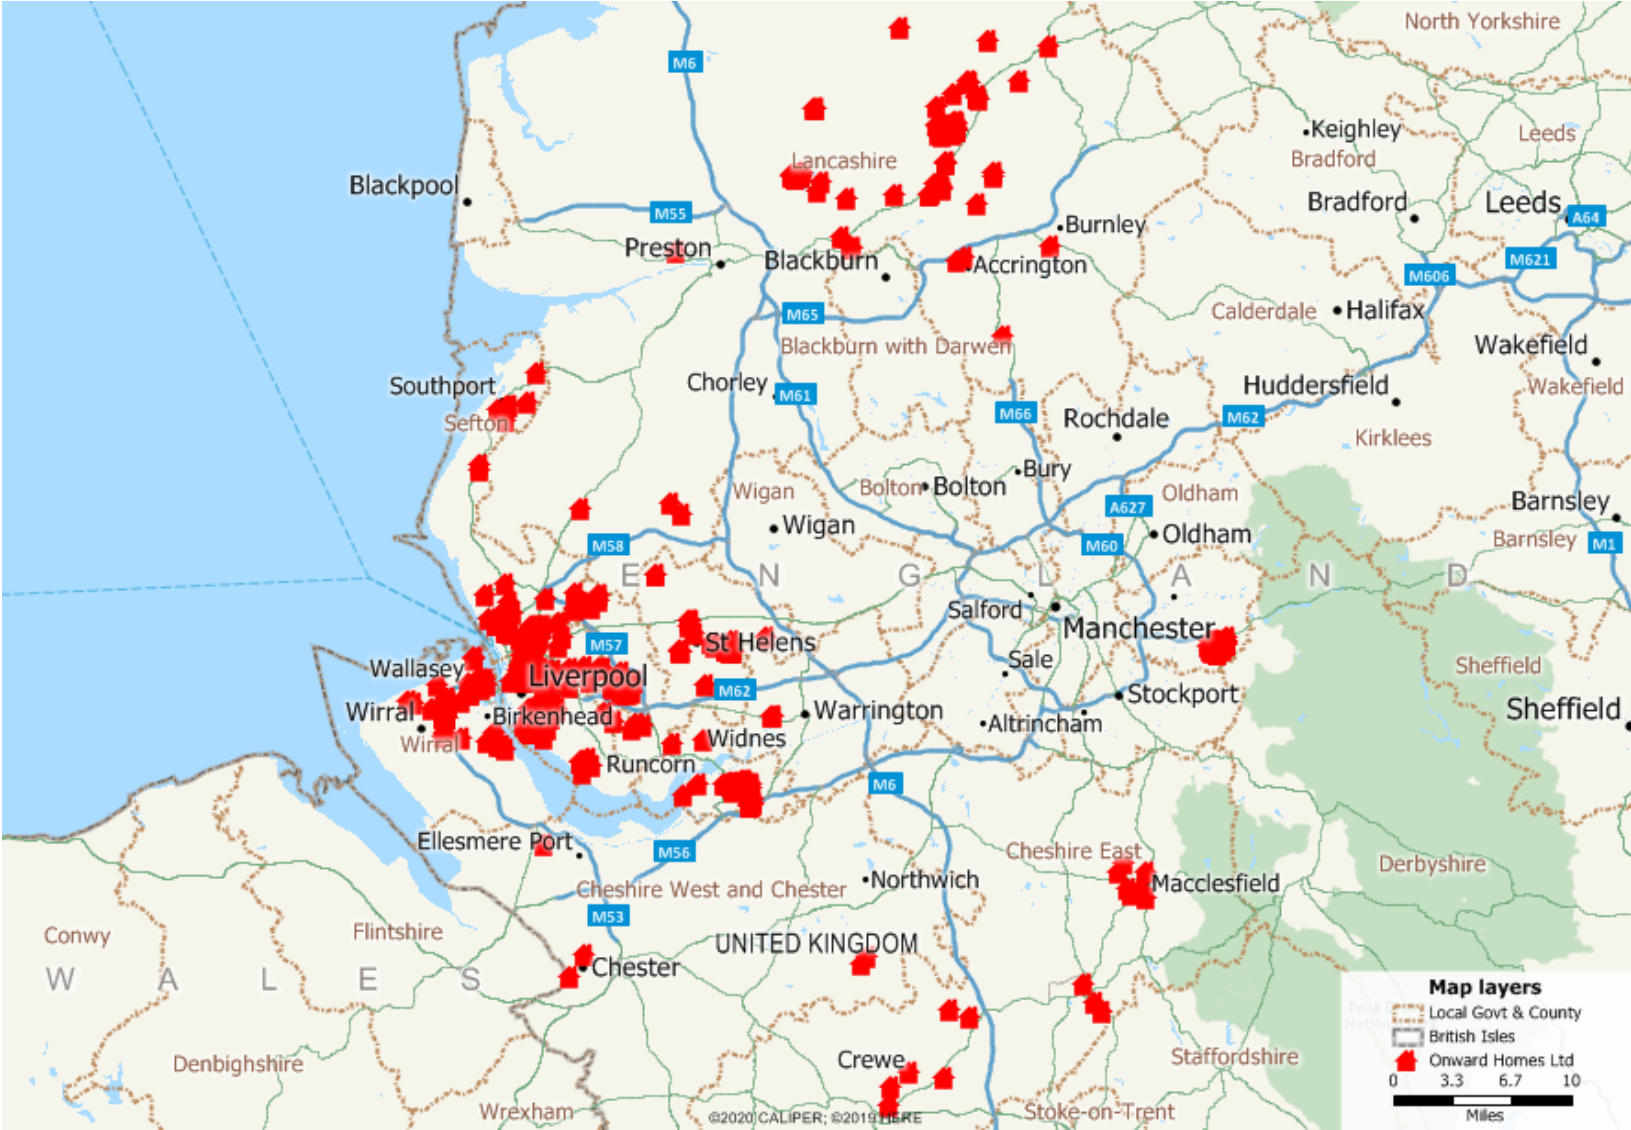 North Yorkshire
M6
Keighley
Leeds
Bradford
Lancashire
Blackpool
Bradford
Leeds
A64
M55
Burnley
Preston
Blackburn
Accrington
M621
M606
M65
Calderdale
Halifax
Blackburn with Darwen
Wakefield
Southport
Chorley
M61
Huddersfield
Wakefield
M66
Rochdale
M62
Sefton
Kirklees
Bury
Wigan
Bolton
Bolton
Oldham
Barnsley
A627
Wigan
Oldham
Barnsley
M1
M58
M60
E N G L A N D
Salford
Manchester
M57
St Helens
Sale
Sheffield
Wallasey
Liverpool
M62
Stockport
Wirral
Birkenhead
Warrington
Altrincham
Sheffield
Wirral
Widnes
Runcorn
M6
Ellesmere Port
M56
Cheshire East
Derbyshire
Cheshire West and Chester
Northwich
Macclesfield
M53
Conwy
Flintshire
UNITED KINGDOM
W A L E S
Chester
Map layers
Local Govt & County
British Isles
Onward Homes Ltd
0 3.3 6.7 10
Miles
Crewe
Denbighshire
Staffordshire
Wrexham
©2020 CALIPER; ©2019 HERE
Stoke-on-Trent